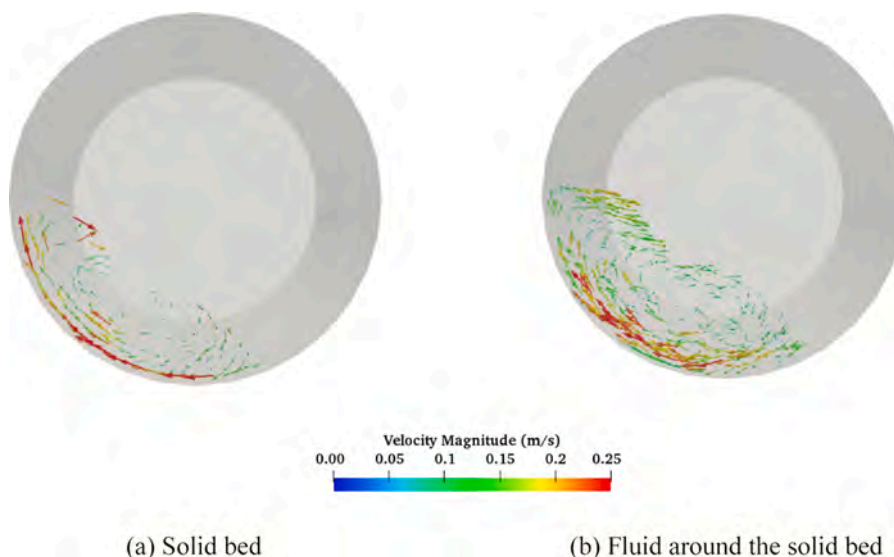 Velocity Magnitude (m/s)
0.00 0.05 0.1 0.15 0.2 0.25
(a) Solid bed
(b) Fluid around the solid bed